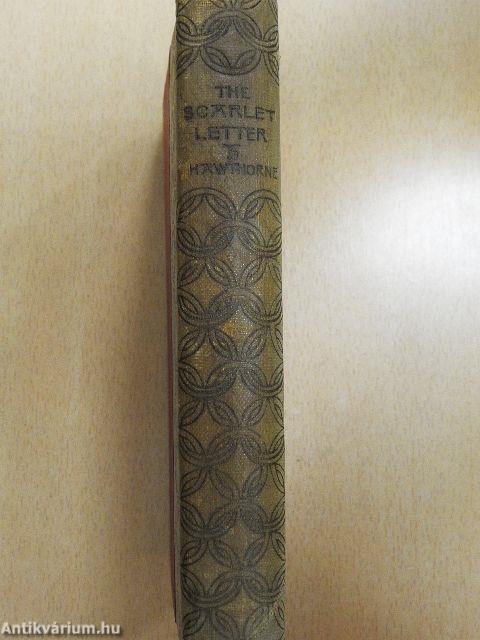 THE
SCARLET
LETTER
HAWTHORNE
Antikvárium.hu